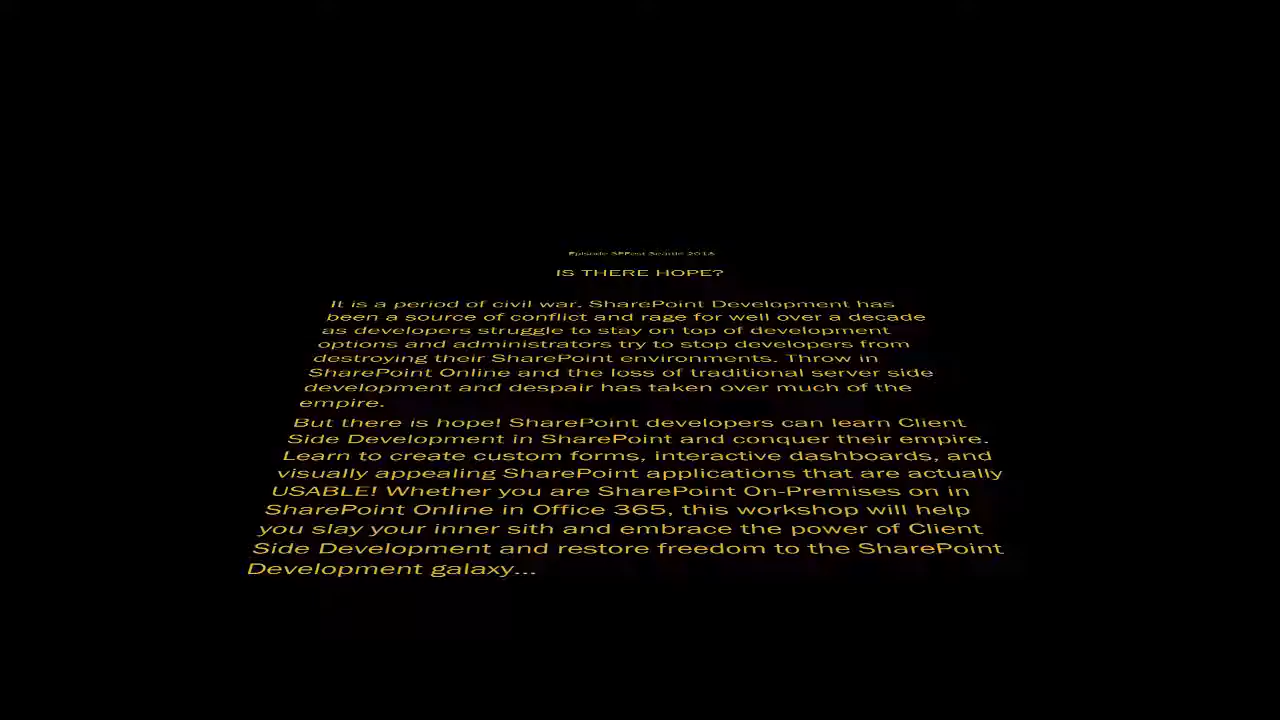 Episode SPFest Seattle 2018
IS THERE HOPE?
It is a period of civil war. SharePoint Development has
been a source of conflict and rage for well over a decade
as developers struggle to stay on top of development
options and administrators try to stop developers from
destroying their SharePoint environments. Throw in
SharePoint Online and the loss of traditional server side
development and despair has taken over much of the
empire.
But there is hope! SharePoint developers can learn Client
Side Development in SharePoint and conquer their empire.
Learn to create custom forms, interactive dashboards, and
visually appealing SharePoint applications that are actually
USABLE! Whether you are SharePoint On-Premises on in
SharePoint Online in Office 365, this workshop will help
you slay your inner sith and embrace the power of Client
Side Development and restore freedom to the SharePoint
Development galaxy...